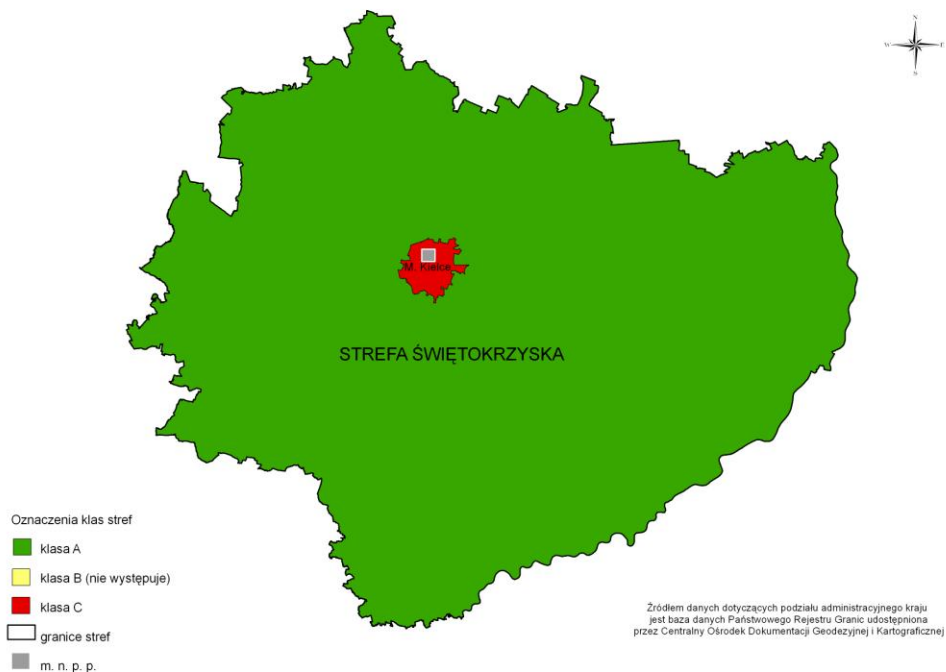 N
W
E
S
M. Kielce
STREFA ŚWIĘTOKRZYSKA
Oznaczenia klas stref
klasa A
klasa B (nie występuje)
klasa C
granice stref
m. n. p. p.
Źródłem danych dotyczących podziału administracyjnego kraju
jest baza danych Państwowego Rejestru Granic udostępniona
przez Centralny Ośrodek Dokumentacji Geodezyjnej i Kartograficznej